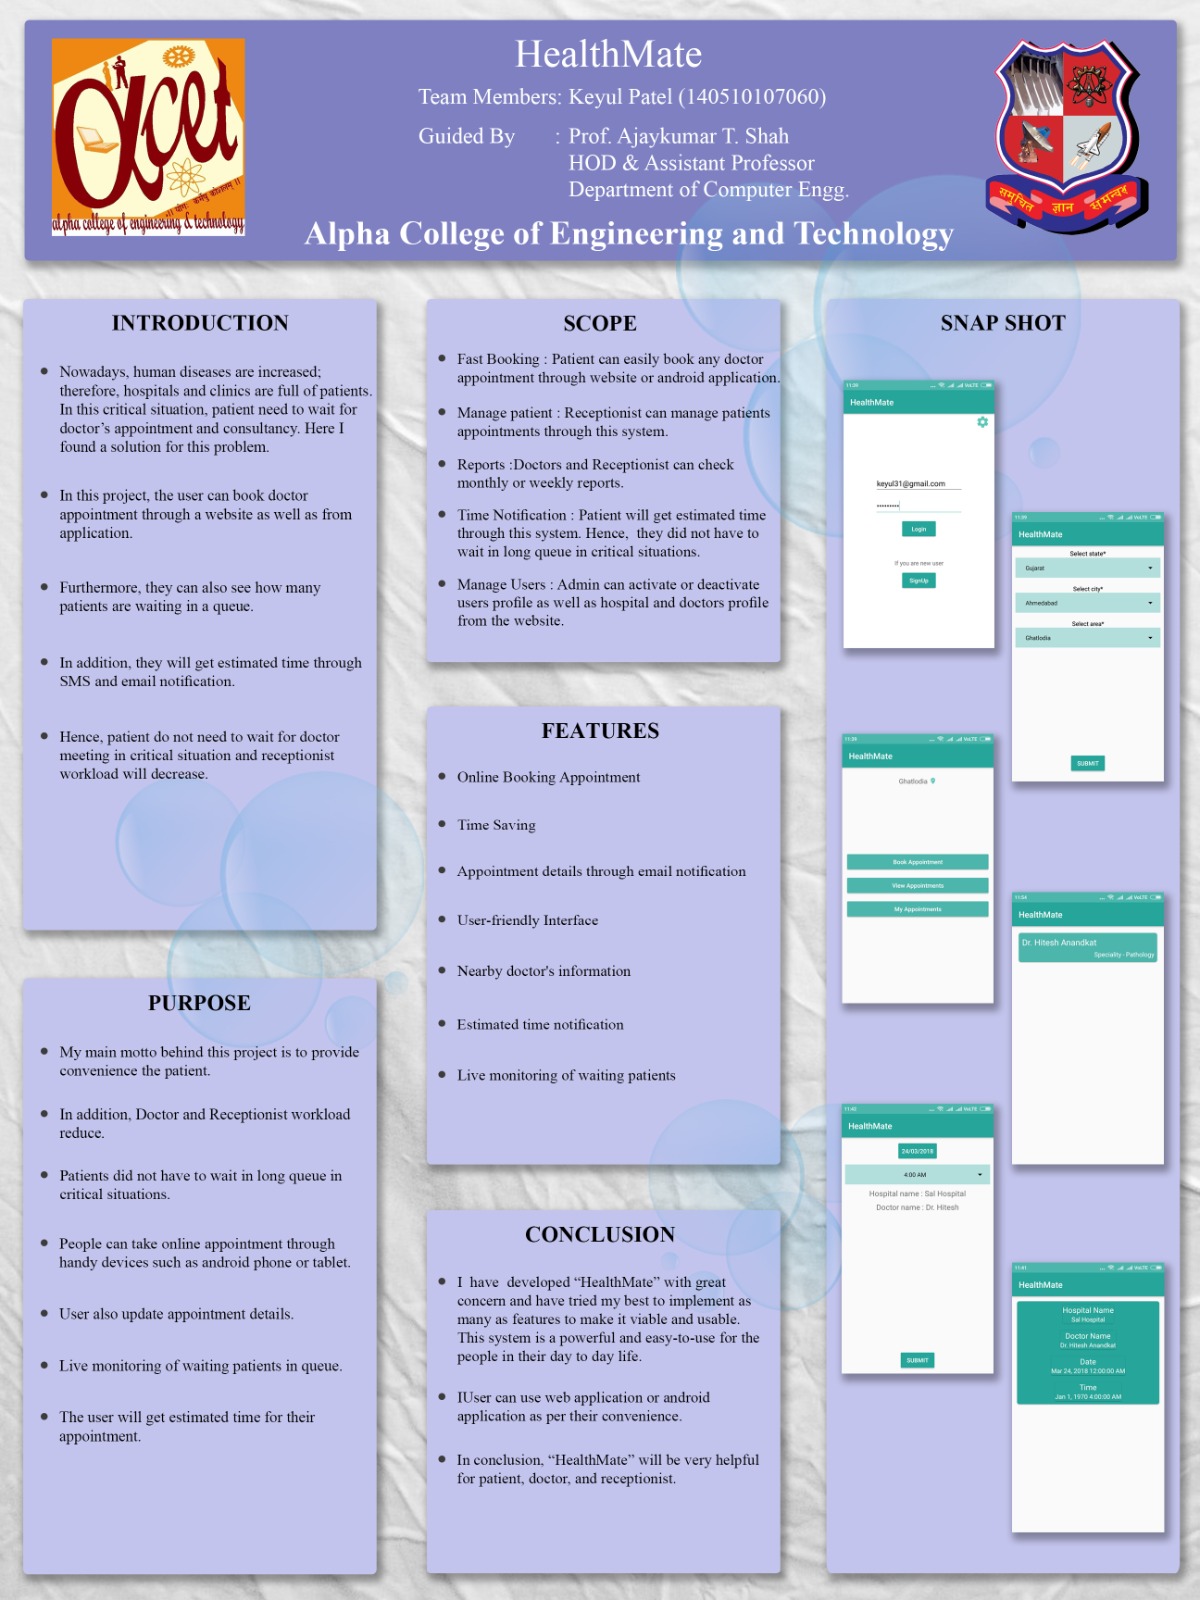 HealthMate
Team Members: Keyul Patel (140510107060)
Guided By : Prof. Ajaykumar T. Shah
HOD & Assistant Professor
Department of Computer Engg.
Alpha College of Engineering and Technology
αcet
alpha college of engineering & technology
समुचित ज्ञान समन्वय
INTRODUCTION
Nowadays, human diseases are increased;
therefore, hospitals and clinics are full of patients.
In this critical situation, patient need to wait for
doctor’s appointment and consultancy. Here I
found a solution for this problem.
In this project, the user can book doctor
appointment through a website as well as from
application.
Furthermore, they can also see how many
patients are waiting in a queue.
In addition, they will get estimated time through
SMS and email notification.
Hence, patient do not need to wait for doctor
meeting in critical situation and receptionist
workload will decrease.
PURPOSE
My main motto behind this project is to provide
convenience the patient.
In addition, Doctor and Receptionist workload
reduce.
Patients did not have to wait in long queue in
critical situations.
People can take online appointment through
handy devices such as android phone or tablet.
User also update appointment details.
Live monitoring of waiting patients in queue.
The user will get estimated time for their
appointment.
SCOPE
Fast Booking : Patient can easily book any doctor
appointment through website or android application.
Manage patient : Receptionist can manage patients
appointments through this system.
Reports :Doctors and Receptionist can check
monthly or weekly reports.
Time Notification : Patient will get estimated time
through this system. Hence,  they did not have to
wait in long queue in critical situations.
Manage Users : Admin can activate or deactivate
users profile as well as hospital and doctors profile
from the website.
FEATURES
Online Booking Appointment
Time Saving
Appointment details through email notification
User-friendly Interface
Nearby doctor's information
Estimated time notification
Live monitoring of waiting patients
CONCLUSION
I  have  developed “HealthMate” with great
concern and have tried my best to implement as
many as features to make it viable and usable.
This system is a powerful and easy-to-use for the
people in their day to day life.
IUser can use web application or android
application as per their convenience.
In conclusion, “HealthMate” will be very helpful
for patient, doctor, and receptionist.
SNAP SHOT
11:39 VoLTE
HealthMate
keyul31@gmail.com
•••••••••
Login
If you are new user
SignUp
11:39 VoLTE
HealthMate
Select state*
Gujarat
Select city*
Ahmedabad
Select area*
Ghatlodia
SUBMIT
11:39 VoLTE
HealthMate
Ghatlodia
Book Appointment
View Appointments
My Appointments
11:54 VoLTE
HealthMate
Dr. Hitesh Anandkat
Speciality - Pathology
11:40 VoLTE
HealthMate
24/03/2018
4:00 AM
Hospital name : Sal Hospital
Doctor name : Dr. Hitesh
SUBMIT
11:41 VoLTE
HealthMate
Hospital Name
Sal Hospital
Doctor Name
Dr. Hitesh Anandkat
Date
Mar 24, 2018 12:00:00 AM
Time
Jan 1, 1970 4:00:00 AM